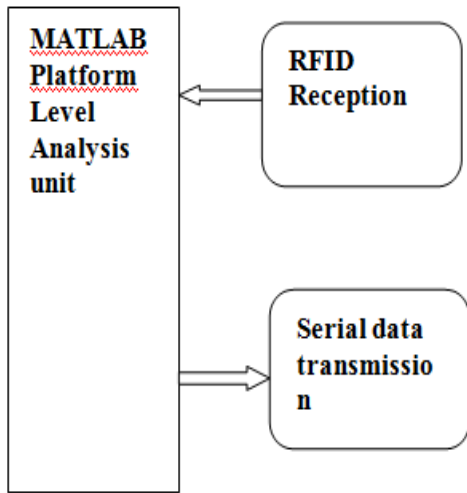 MATLAB
Platform
Level
Analysis
unit
RFID
Reception
Serial data
transmissio
n